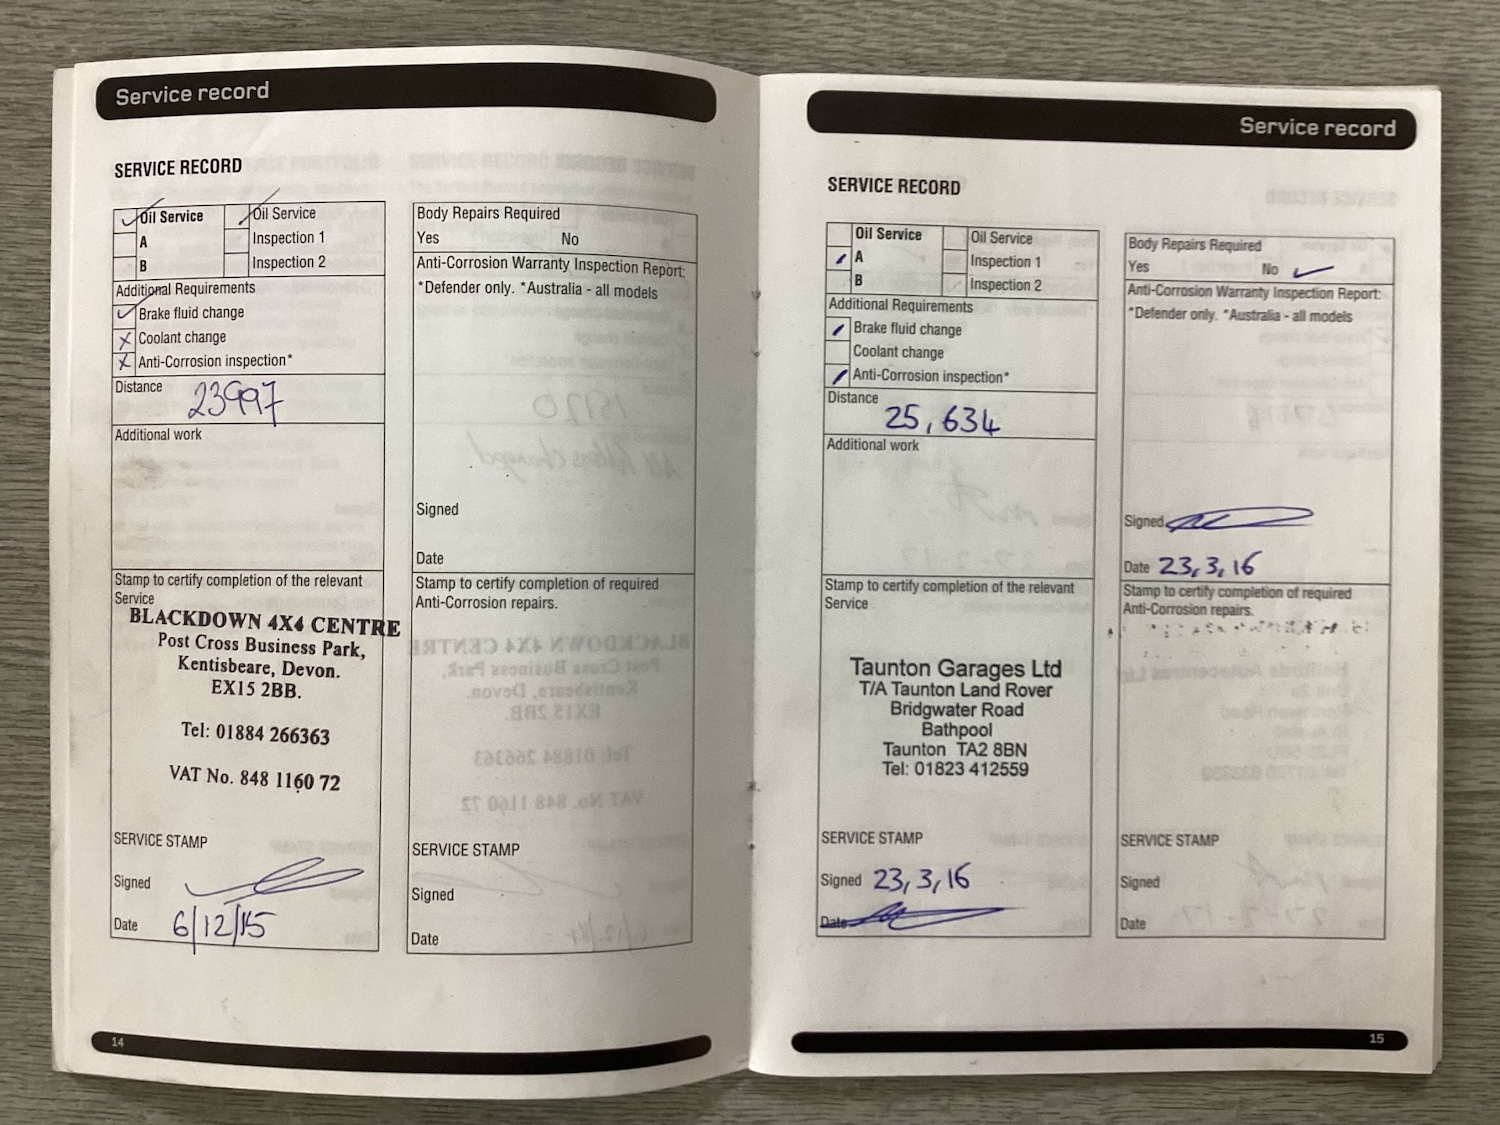 Service record
SERVICE RECORD
Oil Service Oil Service
A Inspection 1
B Inspection 2
Additional Requirements
Brake fluid change
Coolant change
Anti-Corrosion inspection*
Distance 23997
Additional work
Stamp to certify completion of the relevant
Service
BLACKDOWN 4X4 CENTRE
Post Cross Business Park,
Kentisbeare, Devon.
EX15 2BB.
Tel: 01884 266363
VAT No. 848 1160 72
SERVICE STAMP
Signed
Date 6/12/15
Body Repairs Required
Yes No
Anti-Corrosion Warranty Inspection Report:
*Defender only. *Australia - all models
Signed
Date
Stamp to certify completion of required
Anti-Corrosion repairs.
SERVICE STAMP
Signed
Date
14
Service record
SERVICE RECORD
Oil Service Oil Service
A Inspection 1
B Inspection 2
Additional Requirements
Brake fluid change
Coolant change
Anti-Corrosion inspection*
Distance 25,634
Additional work
Stamp to certify completion of the relevant
Service
Taunton Garages Ltd
T/A Taunton Land Rover
Bridgwater Road
Bathpool
Taunton TA2 8BN
Tel: 01823 412559
SERVICE STAMP
Signed 23,3,16
Date
Body Repairs Required
Yes No
Anti-Corrosion Warranty Inspection Report:
*Defender only. *Australia - all models
Signed
Date 23,3,16
Stamp to certify completion of required
Anti-Corrosion repairs.
SERVICE STAMP
Signed
Date
15